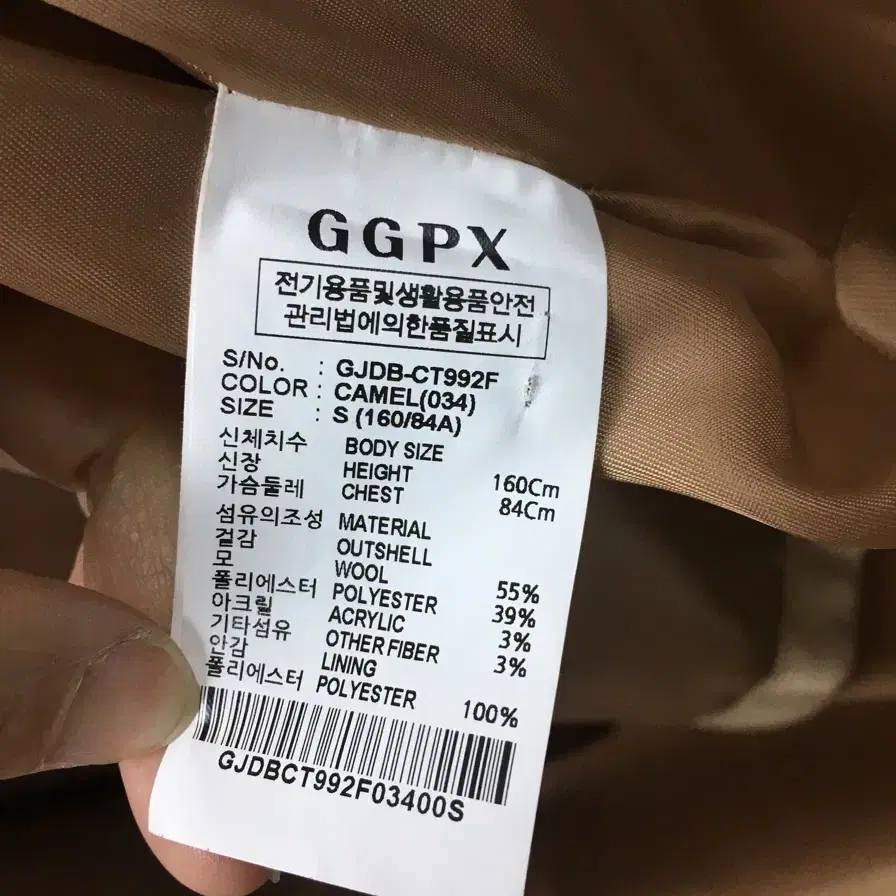 GGPX
전기용품및생활용품안전
관리법에의한품질표시
S/No. : GJDB-CT992F
COLOR : CAMEL(034)
SIZE : S (160/84A)
신체치수 BODY SIZE
신장 HEIGHT 160Cm
가슴둘레 CHEST 84Cm
섬유의조성 MATERIAL
겉감 OUTSHELL
모 WOOL 55%
폴리에스터 POLYESTER 39%
아크릴 ACRYLIC 3%
기타섬유 OTHER FIBER 3%
안감 LINING
폴리에스터 POLYESTER 100%
GJDBCT992F03400S